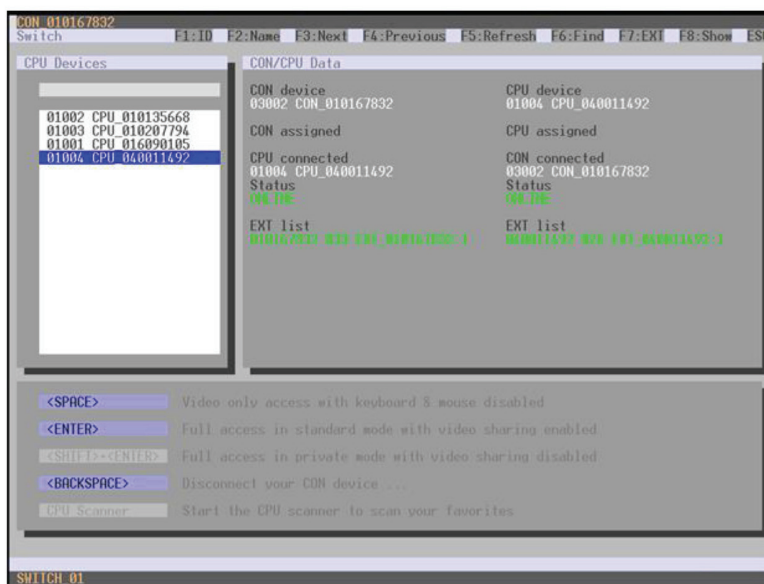 CON 010167832
Switch F1:ID F2:Name F3:Next F4:Previous F5:Refresh F6:Find F7:EXT F8:Show ES
CPU Devices
01002 CPU_010135668
01003 CPU_010207794
01001 CPU_016090105
01004 CPU_040011492
CON/CPU Data
CON device CPU device
03002 CON_010167832 01004 CPU_040011492
CON assigned CPU assigned
CPU connected CON connected
01004 CPU_040011492 03002 CON_010167832
Status Status
ONLINE ONLINE
EXT list EXT list
<SPACE> Video only access with keyboard & mouse disabled
<ENTER> Full access in standard mode with video sharing enabled
<SHIFT>+<ENTER> Full access in private mode with video sharing disabled
<BACKSPACE> Disconnect your CON device ...
CPU Scanner Start the CPU scanner to scan your favorites
SWITCH_01